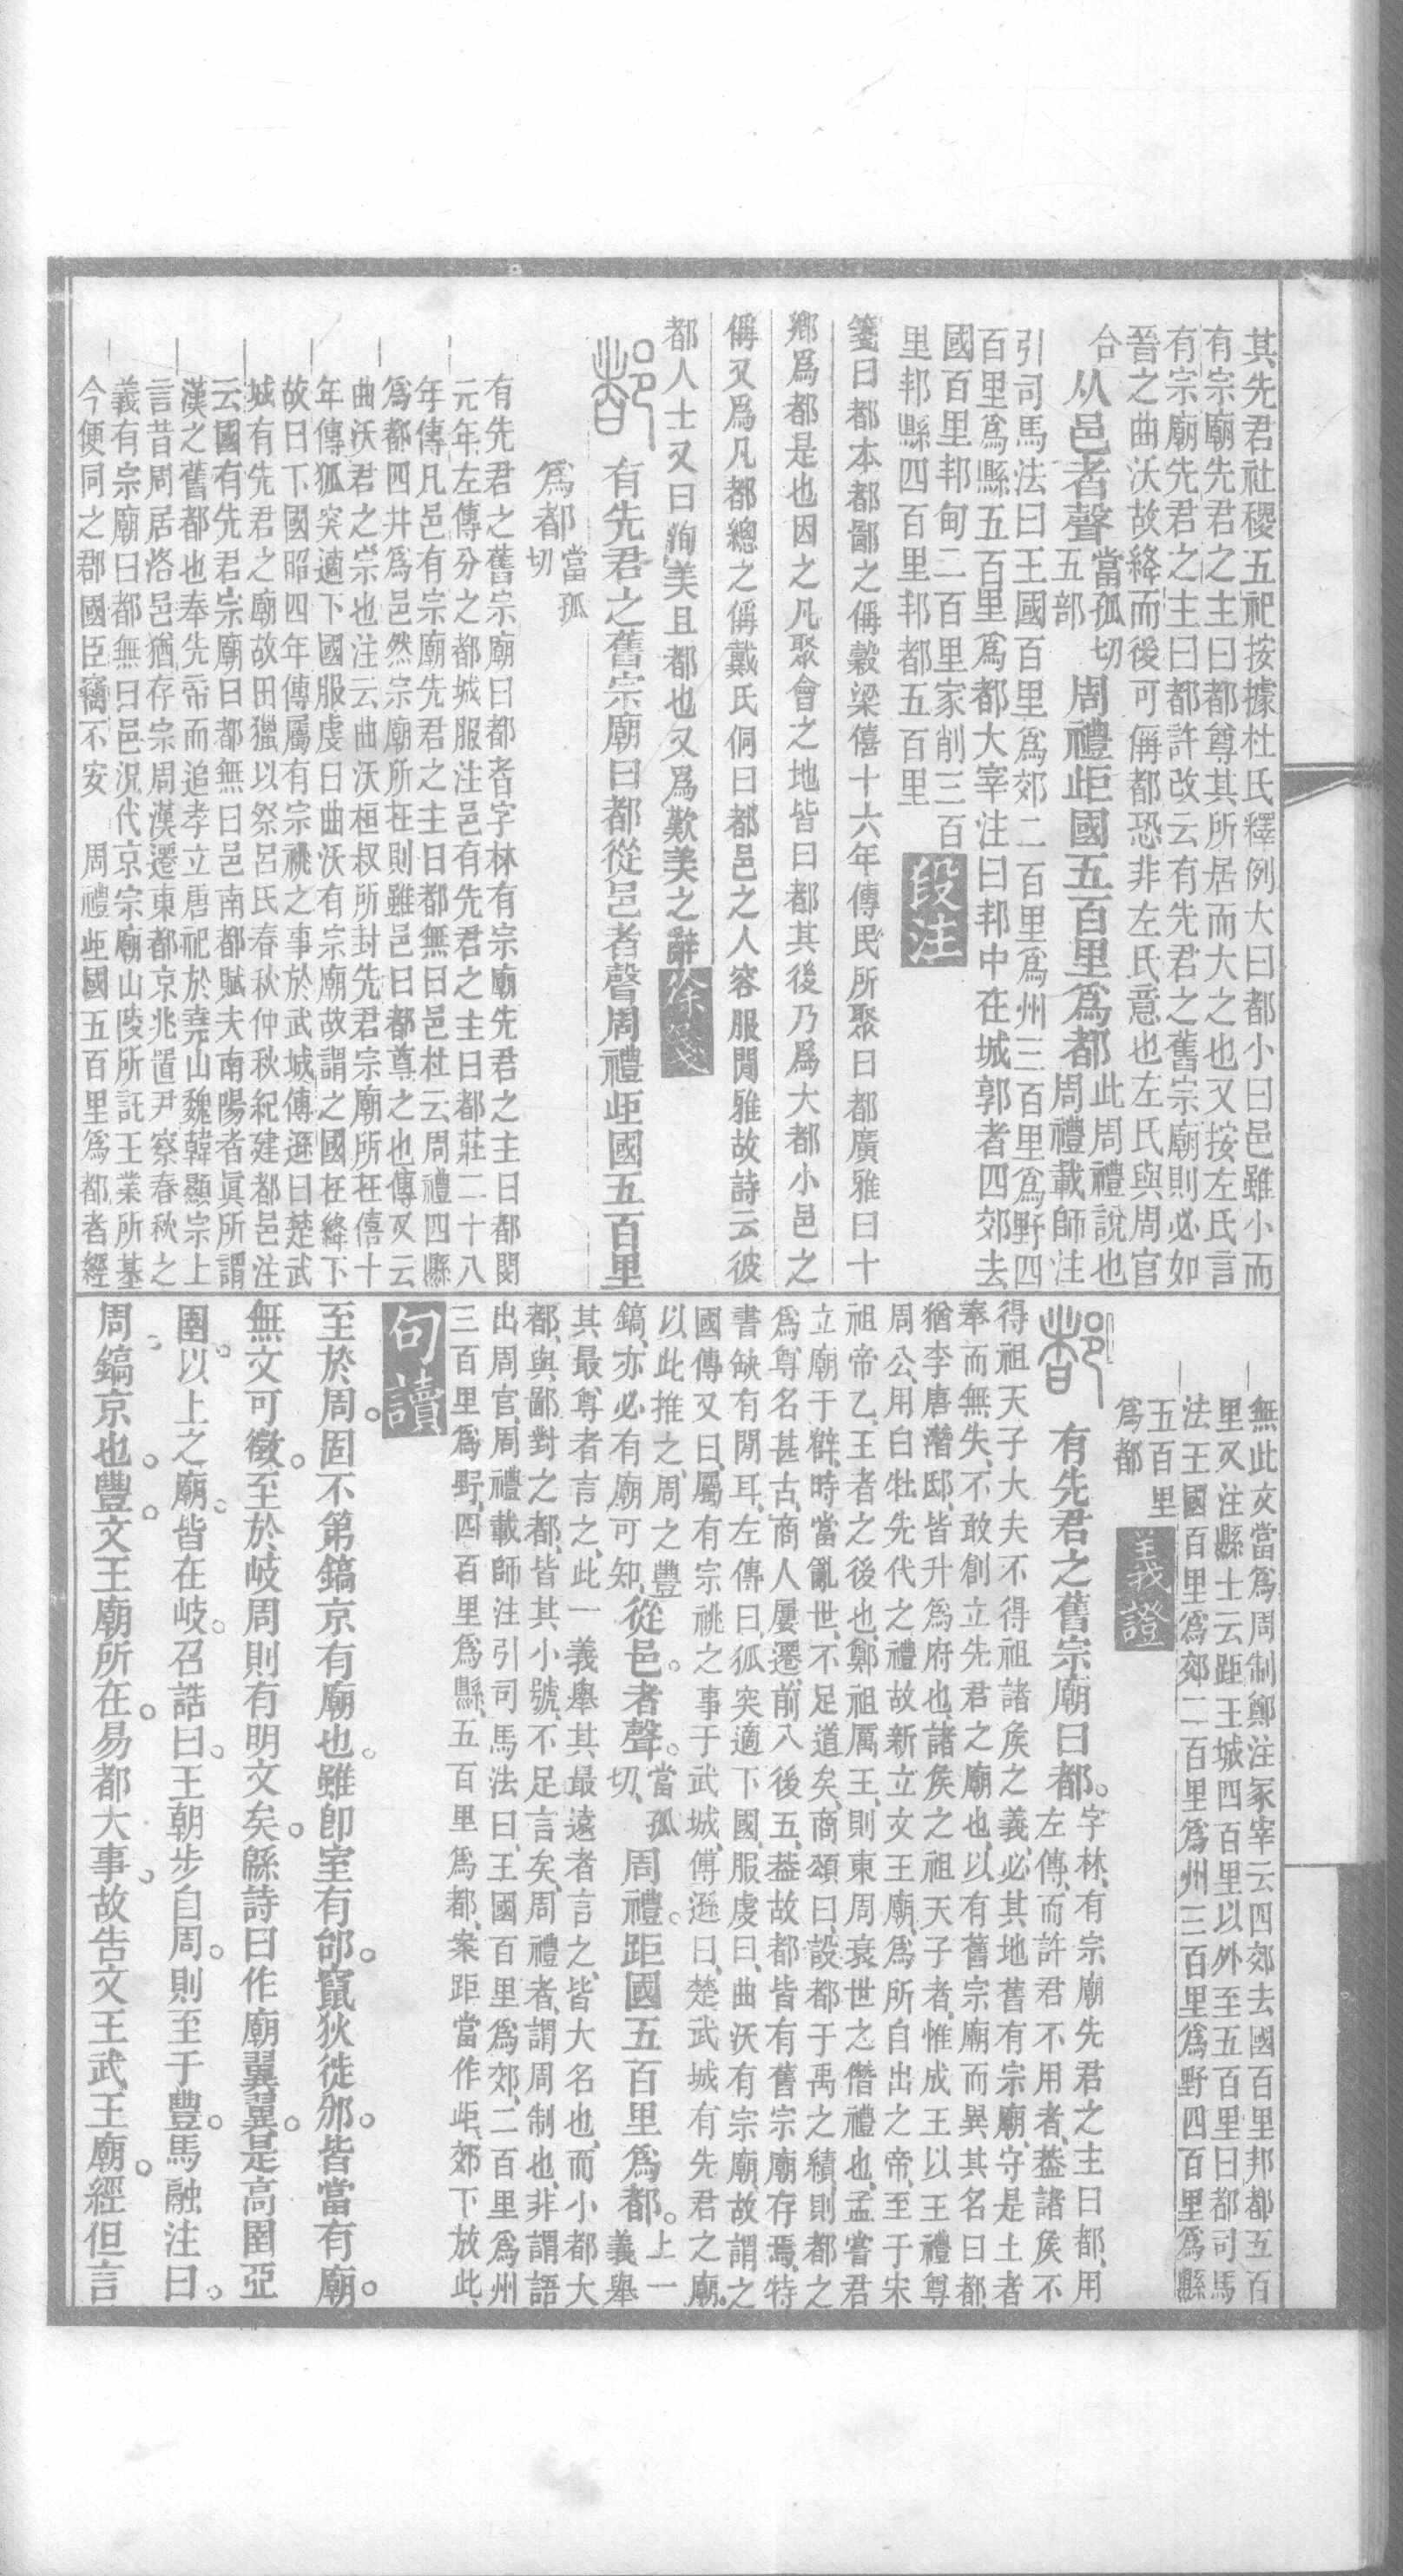 其先君社稷五祀按據杜氏釋例大曰都小曰邑雖小而
有宗廟先君之主曰都尊其所居而大之也又按左氏言
有宗廟先君之主曰都許改云有先君之舊宗廟則必如
晉之曲沃故絳而後可偁都恐非左氏意也左氏與周官
合
从邑者聲
當孤切
五部
周禮歫國五百里爲都
此周禮說也
周禮載師注
引司馬法曰王國百里爲郊二百里爲州三百里爲野四
百里爲縣五百里爲都大宰注曰邦中在城郭者四郊去
國百里邦甸二百里家削三百
里邦縣四百里邦都五百里
段注
箋曰都本都鄙之偁穀梁僖十六年傳民所聚曰都廣雅曰十
鄉爲都是也因之凡聚會之地皆曰都其後乃爲大都小邑之
偁又爲凡都總之偁戴氏侗曰都邑之人容服閒雅故詩云彼
都人士又曰洵美且都也又爲歎美之辭
徐箋
有先君之舊宗廟曰都從邑者聲周禮歫國五百里
爲都
當孤
切
有先君之舊宗廟曰都者字林有宗廟先君之主曰都閔
元年左傳分之都城服注邑有先君之主曰都莊二十八
年傳凡邑有宗廟先君之主曰都無曰邑杜云周禮四縣
爲都四井爲邑然宗廟所在則雖邑曰都尊之也傳又云
曲沃君之宗也注云曲沃桓叔所封先君宗廟所在僖十
年傳狐突適下國服虔曰曲沃有宗廟故謂之國在絳下
故曰下國昭四年傳屬有宗祧之事於武城傅遜曰楚武
城有先君之廟故田獵以祭呂氏春秋仲秋紀建都邑注
云國有先君宗廟曰都無曰邑南都賦夫南陽者眞所謂
漢之舊都也奉先帝而追孝立唐祀於堯山魏韓顯宗上
言昔周居洛邑猶存宗周漢遷東都京兆置尹察春秋之
義有宗廟曰都無曰邑況代京宗廟山陵所託王業所基
今便同之郡國臣竊不安　周禮歫國五百里爲都者經
無此文當爲周制鄭注冢宰云四郊去國百里邦都五百
里又注縣士云距王城四百里以外至五百里曰都司馬
法王國百里爲郊二百里爲州三百里爲野四百里爲縣
五百里
爲都
義證
有先君之舊宗廟曰都。
字林、有宗廟先君之主曰都、用
左傳、而許君不用者、蓋諸侯不
得祖天子大夫不得祖諸侯之義、必其地舊有宗廟、守是土者
奉而無失、不敢創立先君之廟也、以有舊宗廟而異其名曰都、
猶李唐潛邸、皆升爲府也、諸侯之祖天子者、惟成王以王禮尊
周公、用白牡先代之禮故新立文王廟、爲所自出之帝、至于宋
祖帝乙、王者之後也、鄭祖厲王、則東周衰世之僭禮也、孟嘗君
立廟于薛、時當亂世、不足道矣、商頌曰、設都于禹之績、則都之
爲尊名甚古、商人屢遷、前八後五、蓋故都皆有舊宗廟存焉、特
書缺有閒耳、左傳曰、狐突適下國、服虔曰、曲沃有宗廟、故謂之
國、傳又曰、屬有宗祧之事于武城、傅遜曰、楚武城有先君之廟、
以此推之、周之豐
鎬、亦必有廟可知、
從邑。者聲。
當孤
切、
周禮。距國五百里爲都。
上一
義舉
其最尊者言之、此一義舉其最遠者言之、皆大名也、而小都大
都、與鄙對之都、皆其小號、不足言矣、周禮者、謂周制也、非謂語
出周官、周禮載師注引司馬法曰、王國百里爲郊、二百里爲州
三百里爲野、四百里爲縣、五百里爲都、案距當作歫、郊下放此、
句讀
至於周。固不第鎬京有廟也。雖卽室有邰。竄狄徙邠。皆當有廟。
無文可徵。至於岐周則有明文矣。緜詩曰作廟翼翼。是高圉亞
圉。以上之廟。皆在岐。召誥曰。王朝步自周。則至于豐。馬融注曰。
周。鎬京也。豐。文王廟所在。易都大事。故告文王武王廟。經但言